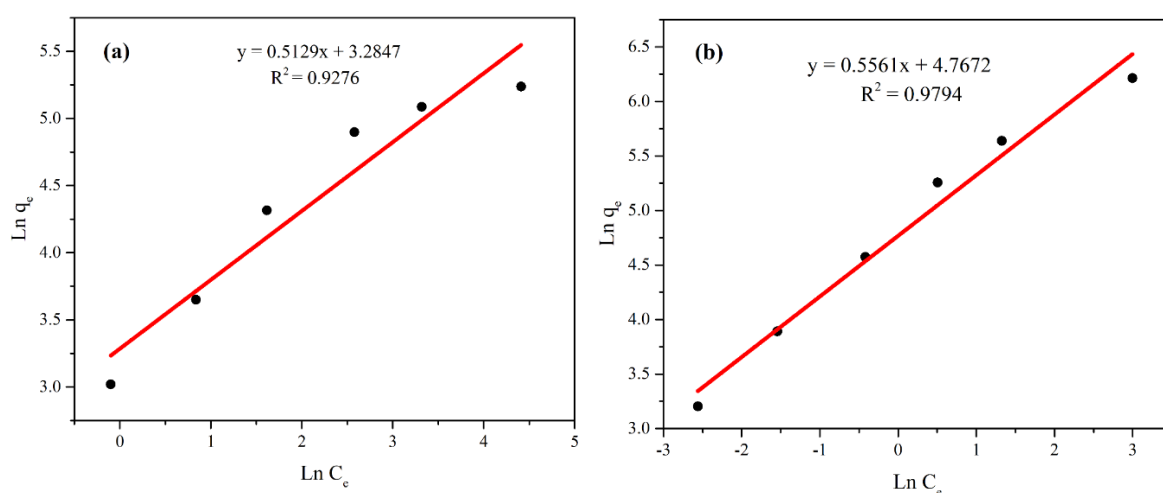 (a)
y = 0.5129x + 3.2847
R² = 0.9276
5.5
5.0
4.5
4.0
3.5
3.0
Ln qₑ
0 1 2 3 4 5
Ln Cₑ
(b)
y = 0.5561x + 4.7672
R² = 0.9794
6.5
6.0
5.5
5.0
4.5
4.0
3.5
3.0
Ln qₑ
-3 -2 -1 0 1 2 3
Ln Cₑ